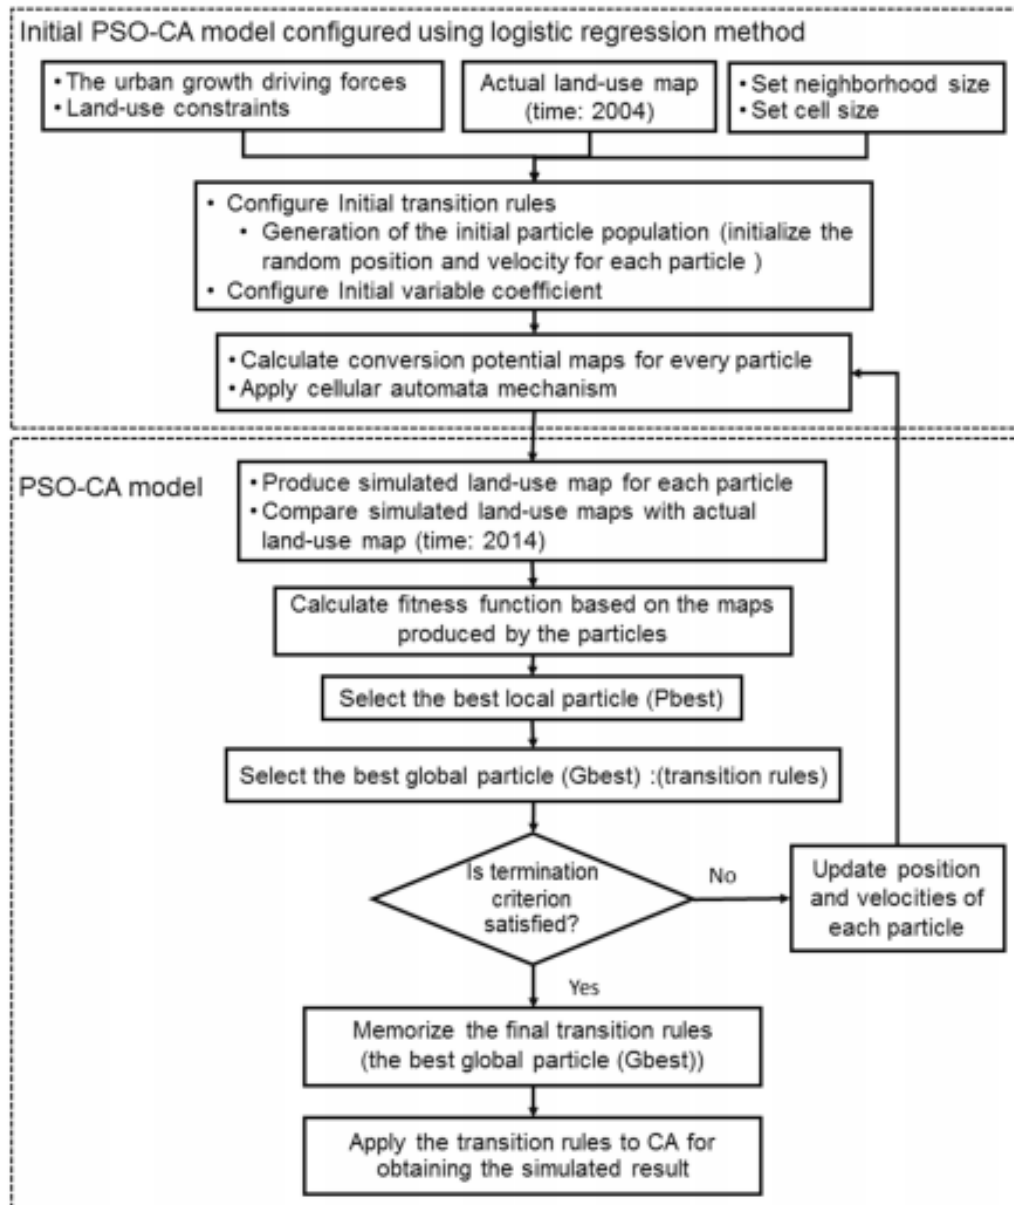 Initial PSO-CA model configured using logistic regression method
• The urban growth driving forces
• Land-use constraints
Actual land-use map
(time: 2004)
• Set neighborhood size
• Set cell size
• Configure Initial transition rules
• Generation of the initial particle population (initialize the
random position and velocity for each particle )
• Configure Initial variable coefficient
• Calculate conversion potential maps for every particle
• Apply cellular automata mechanism
PSO-CA model
• Produce simulated land-use map for each particle
• Compare simulated land-use maps with actual
land-use map (time: 2014)
Calculate fitness function based on the maps
produced by the particles
Select the best local particle (Pbest)
Select the best global particle (Gbest) :(transition rules)
Is termination
criterion
satisfied?
No
Update position
and velocities of
each particle
Yes
Memorize the final transition rules
(the best global particle (Gbest))
Apply the transition rules to CA for
obtaining the simulated result